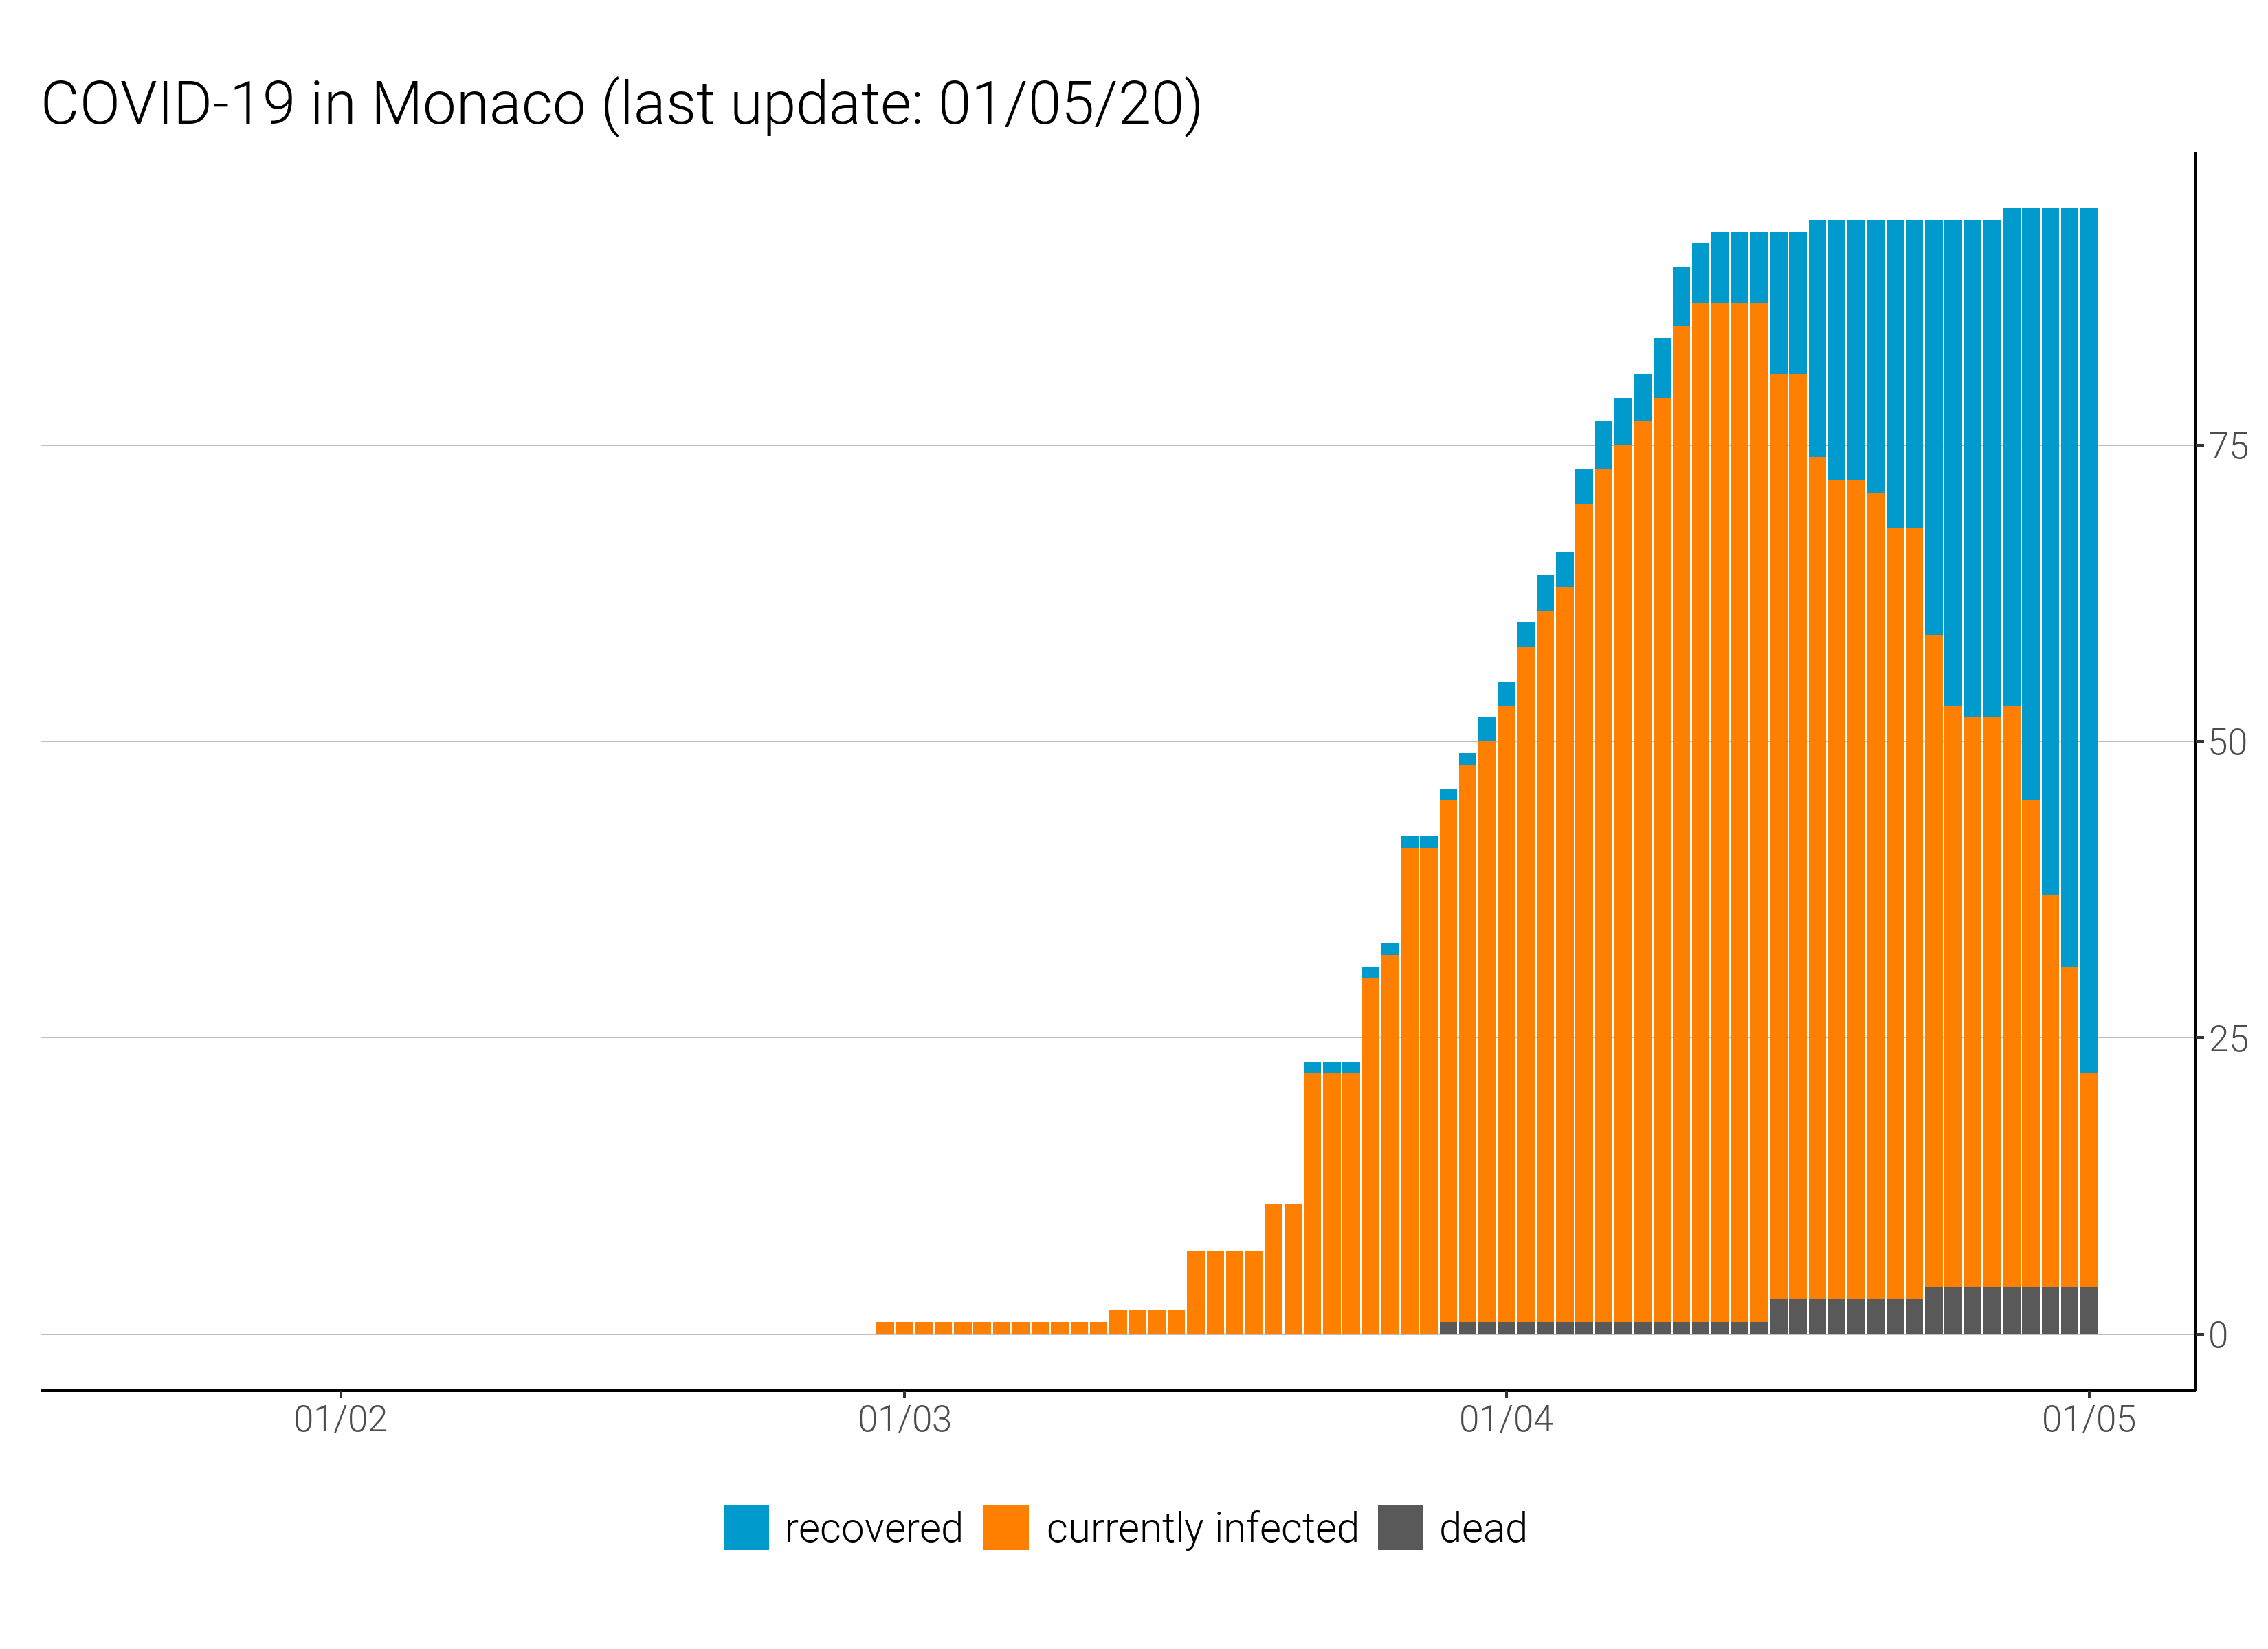 COVID-19 in Monaco (last update: 01/05/20)
75
50
25
0
01/02 01/03 01/04 01/05
recovered currently infected dead